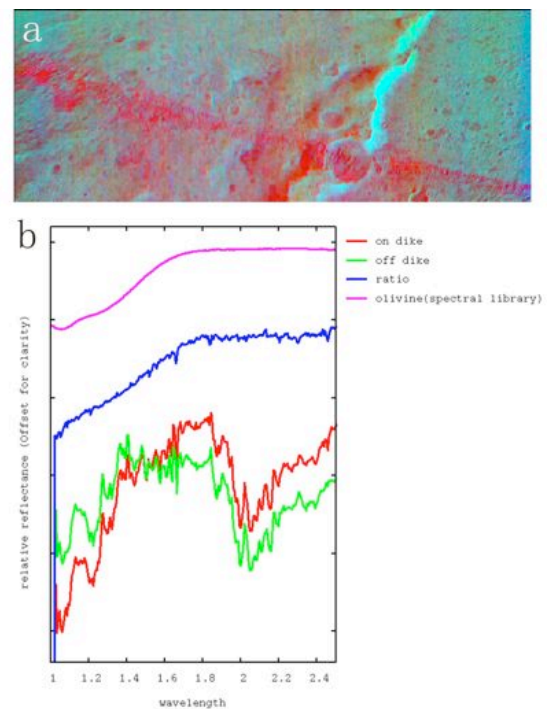 a
b
on dike
off dike
ratio
olivine(spectral library)
relative reflectance (Offset for clarity)
1 1.2 1.4 1.6 1.8 2 2.2 2.4
wavelength